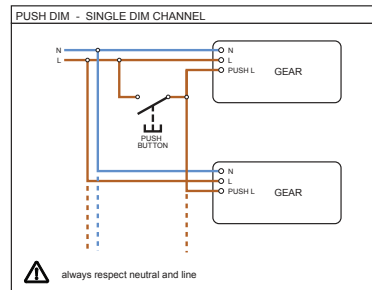 PUSH DIM - SINGLE DIM CHANNEL
N
L
N
L
PUSH L
GEAR
PUSH
BUTTON
N
L
PUSH L
GEAR
always respect neutral and line